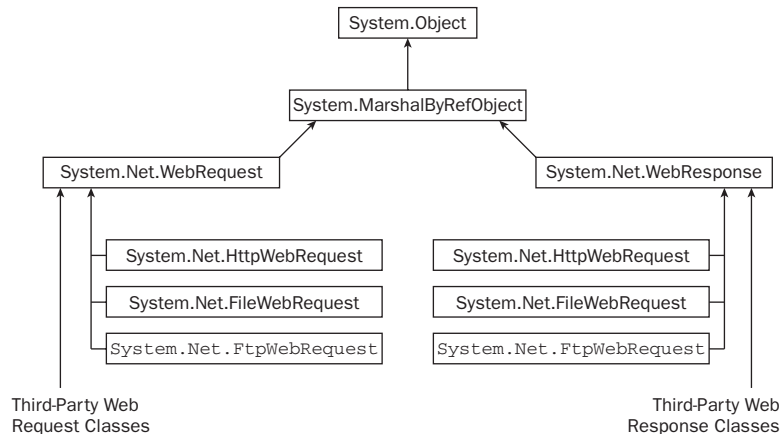 System.Object
System.MarshalByRefObject
System.Net.WebRequest
System.Net.WebResponse
System.Net.HttpWebRequest
System.Net.HttpWebRequest
System.Net.FileWebRequest
System.Net.FileWebRequest
System.Net.FtpWebRequest
System.Net.FtpWebRequest
Third-Party Web
Request Classes
Third-Party Web
Response Classes